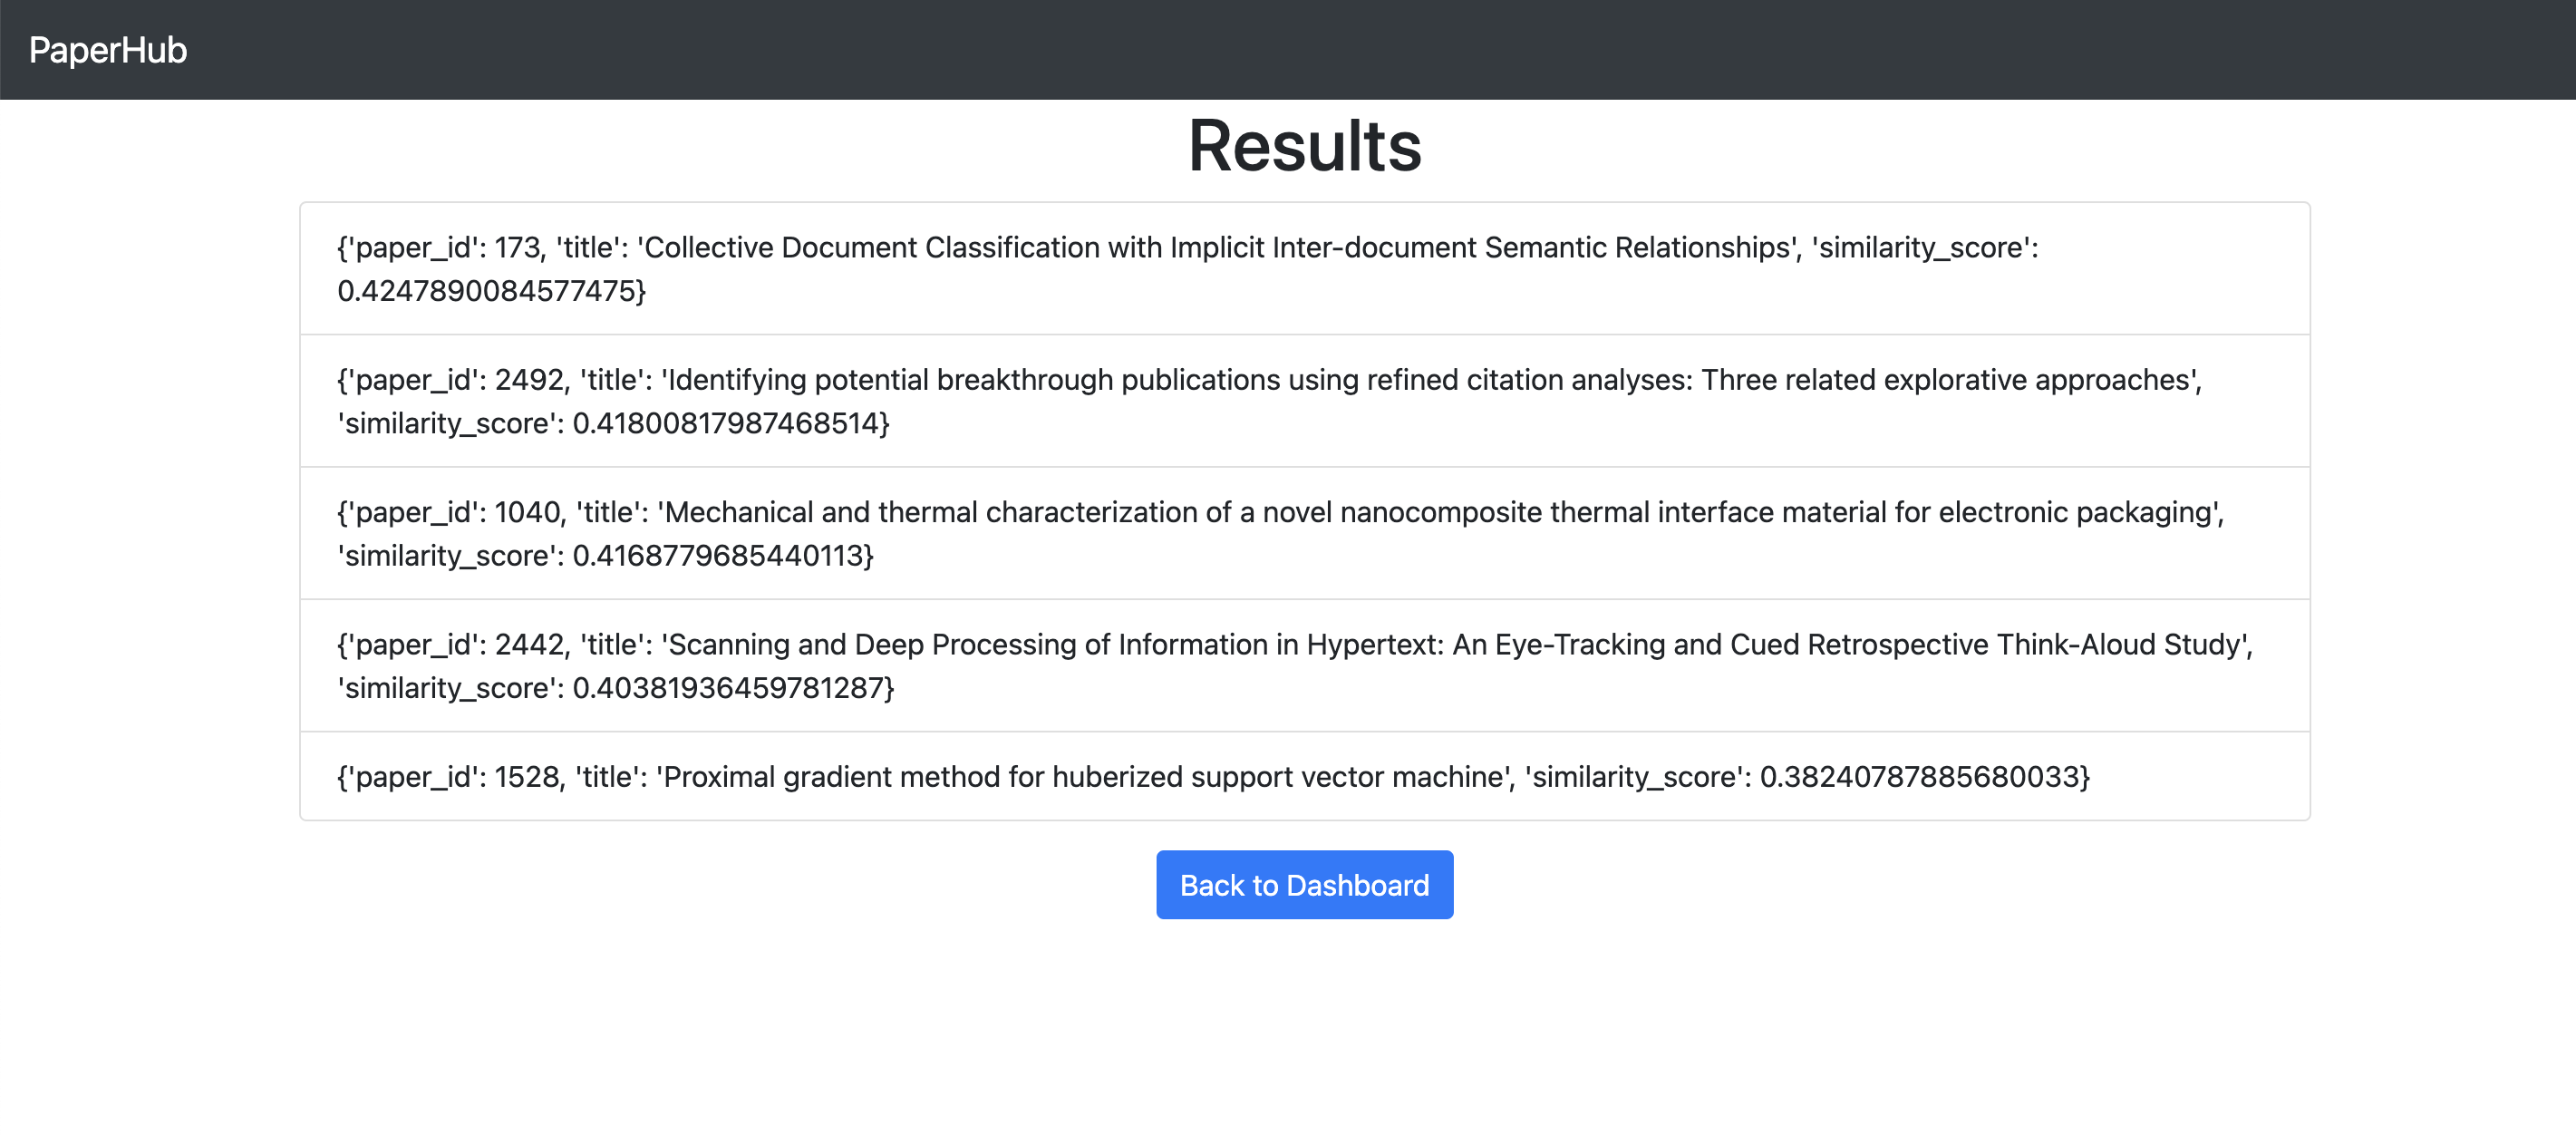 PaperHub
Results
{'paper_id': 173, 'title': 'Collective Document Classification with Implicit Inter-document Semantic Relationships', 'similarity_score':
0.4247890084577475}
{'paper_id': 2492, 'title': 'Identifying potential breakthrough publications using refined citation analyses: Three related explorative approaches',
'similarity_score': 0.41800817987468514}
{'paper_id': 1040, 'title': 'Mechanical and thermal characterization of a novel nanocomposite thermal interface material for electronic packaging',
'similarity_score': 0.4168779685440113}
{'paper_id': 2442, 'title': 'Scanning and Deep Processing of Information in Hypertext: An Eye-Tracking and Cued Retrospective Think-Aloud Study',
'similarity_score': 0.40381936459781287}
{'paper_id': 1528, 'title': 'Proximal gradient method for huberized support vector machine', 'similarity_score': 0.38240787885680033}
Back to Dashboard